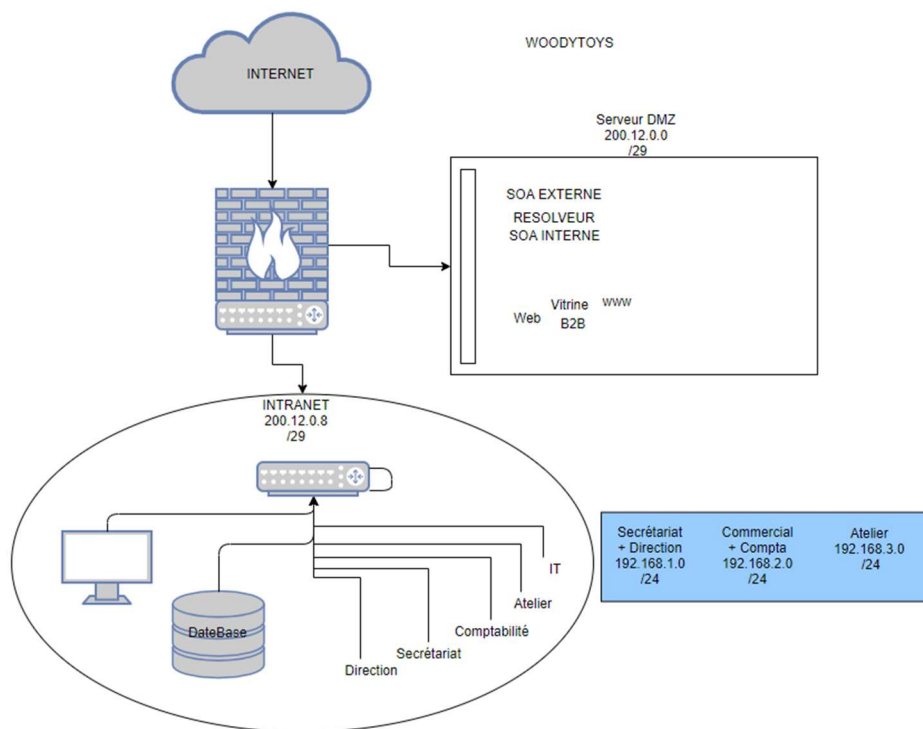 WOODYTOYS
INTERNET
Serveur DMZ
200.12.0.0
/29
SOA EXTERNE
RESOLVEUR
SOA INTERNE
Vitrine
www
Web
B2B
INTRANET
200.12.0.8
/29
DateBase
Direction
Secrétariat
Comptabilité
Atelier
IT
Secrétariat
+ Direction
192.168.1.0
/24
Commercial
+ Compta
192.168.2.0
/24
Atelier
192.168.3.0
/24